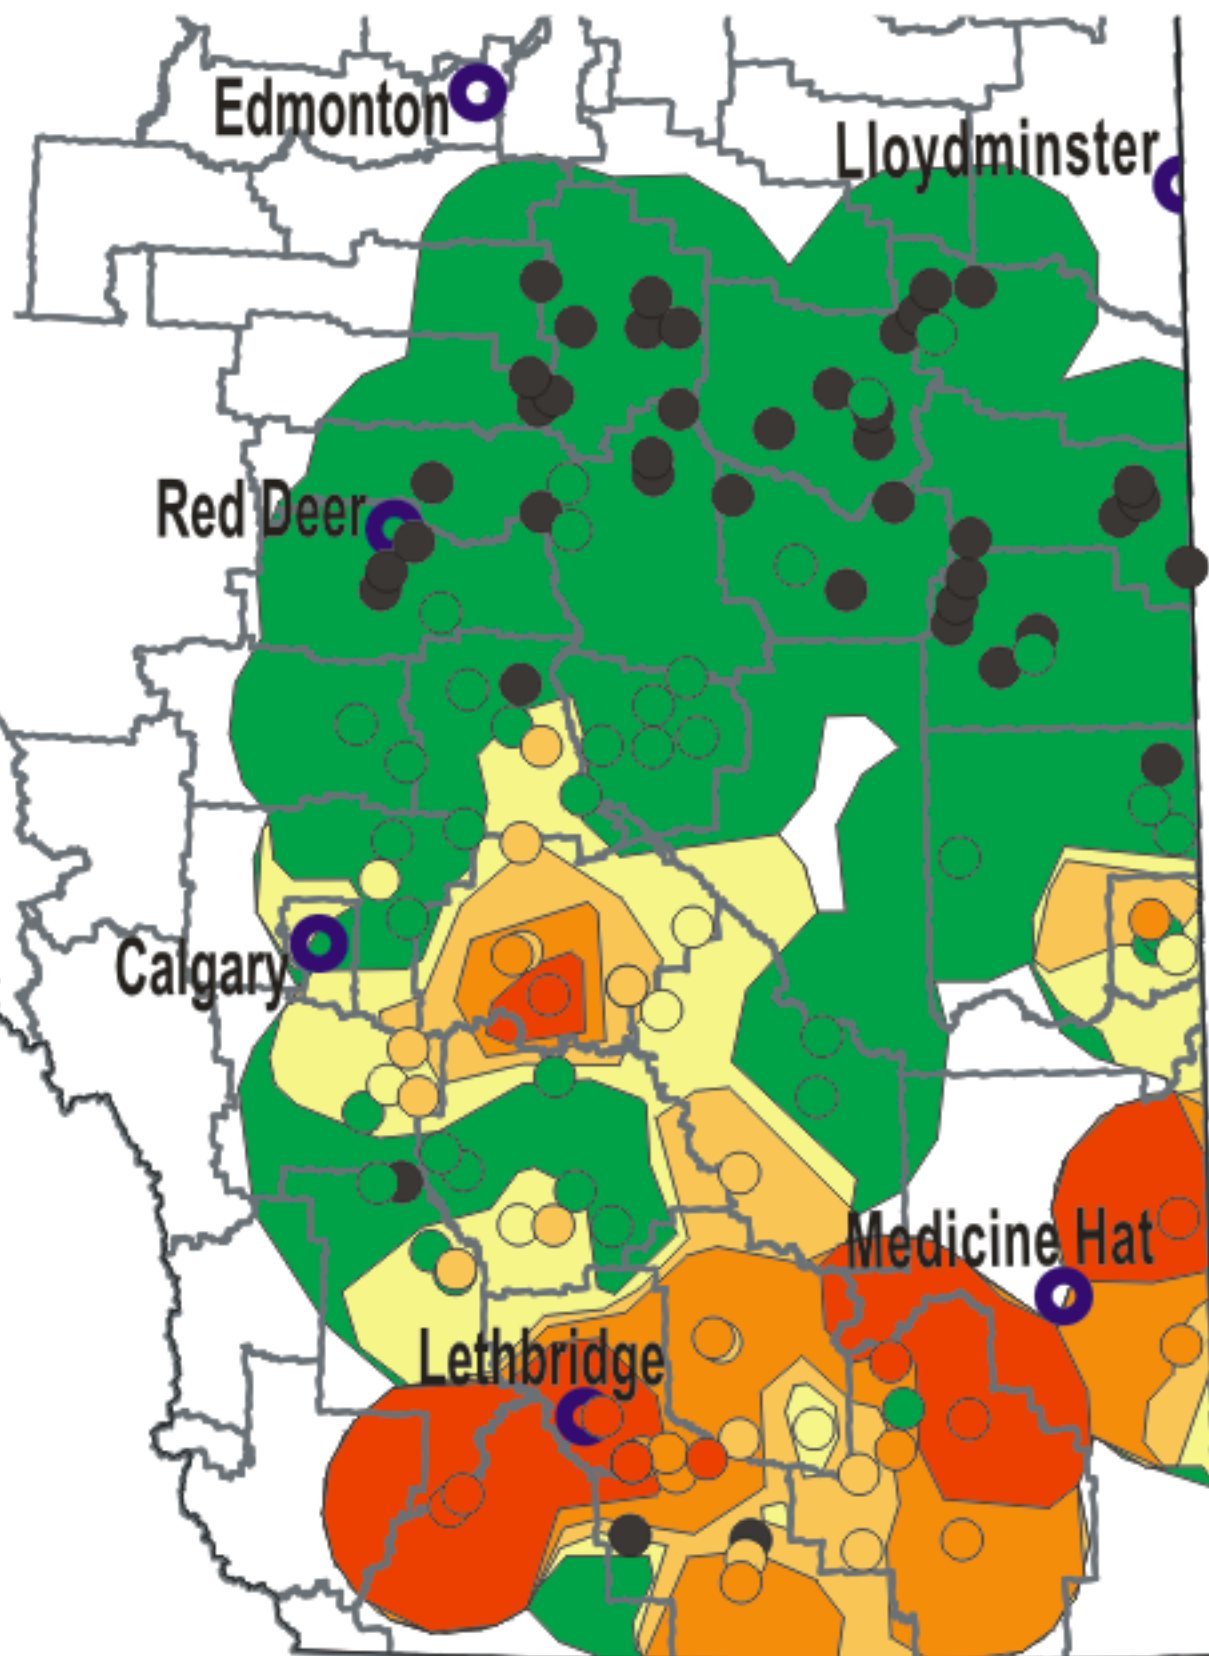 Edmonton
Lloydminster
Red Deer
Calgary
Medicine Hat
Lethbridge